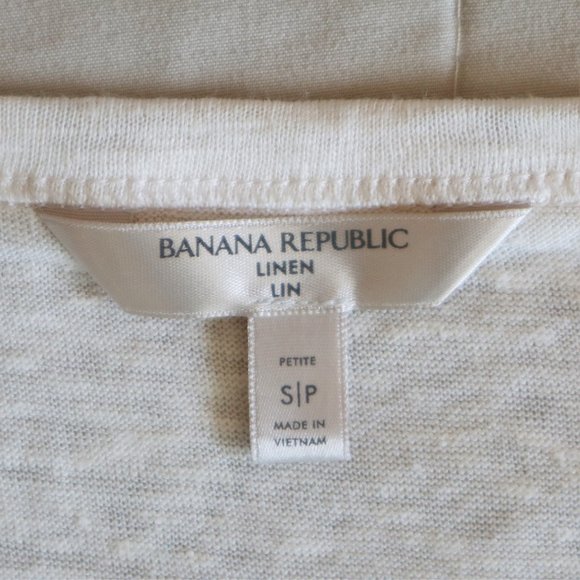 BANANA REPUBLIC
LINEN
LIN
PETITE
S|P
MADE IN
VIETNAM